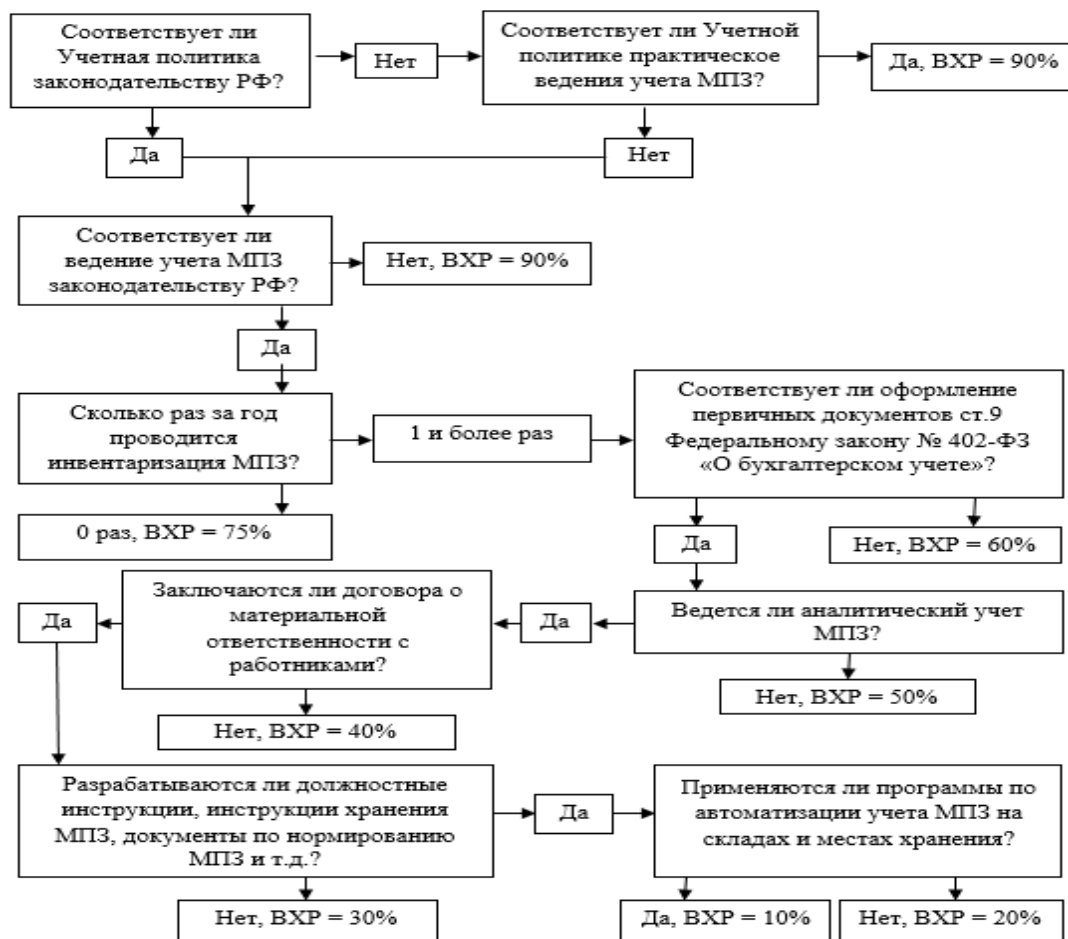 Соответствует ли
Учетная политика
законодательству РФ?
Нет
Соответствует ли Учетной
политике практическое
ведения учета МПЗ?
Да, ВХР = 90%
Да
Нет
Соответствует ли
ведение учета МПЗ
законодательству РФ?
Нет, ВХР = 90%
Да
Сколько раз за год
проводится
инвентаризация МПЗ?
1 и более раз
Соответствует ли оформление
первичных документов ст.9
Федеральному закону № 402-ФЗ
«О бухгалтерском учете»?
0 раз, ВХР = 75%
Да
Нет, ВХР = 60%
Ведется ли аналитический учет
МПЗ?
Нет, ВХР = 50%
Да
Заключаются ли договора о
материальной
ответственности с
работниками?
Да
Нет, ВХР = 40%
Разрабатываются ли должностные
инструкции, инструкции хранения
МПЗ, документы по нормированию
МПЗ и т.д.?
Да
Применяются ли программы по
автоматизации учета МПЗ на
складах и местах хранения?
Нет, ВХР = 30%
Да, ВХР = 10%
Нет, ВХР = 20%